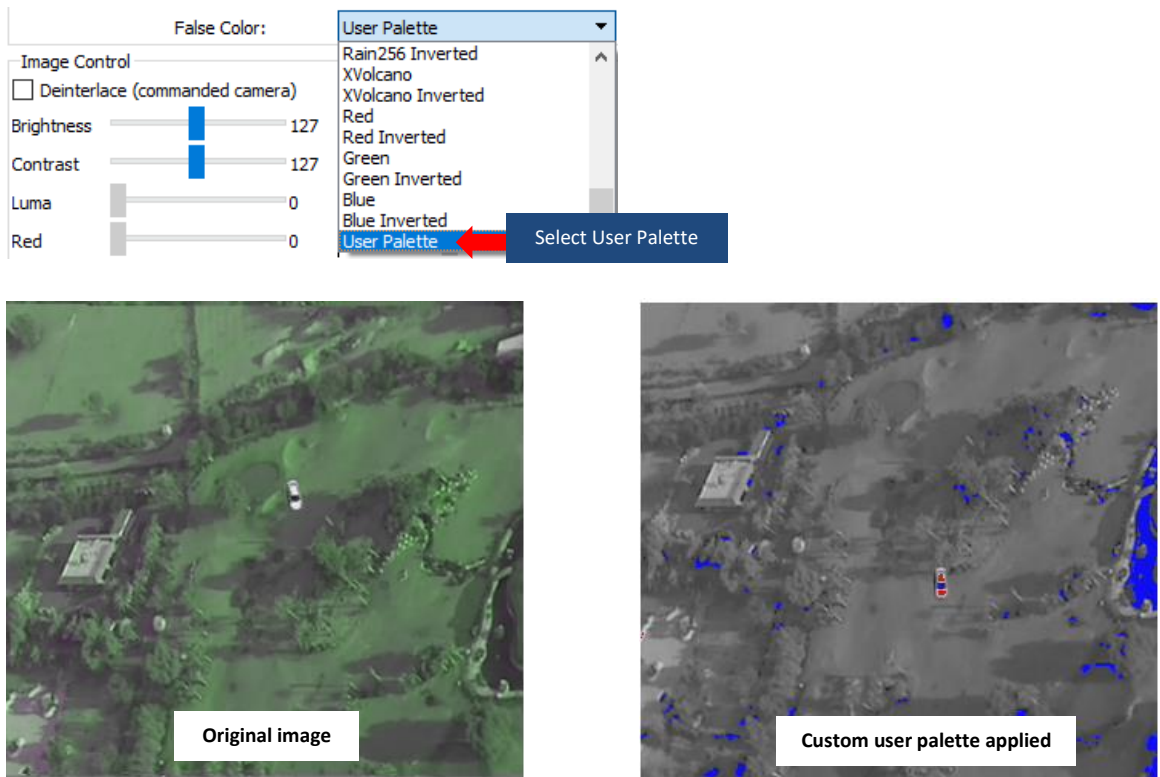 False Color:
User Palette
Rain256 Inverted
XVolcano
XVolcano Inverted
Red
Red Inverted
Green
Green Inverted
Blue
Blue Inverted
User Palette
Select User Palette
Image Control
Deinterlace (commanded camera)
Brightness 127
Contrast 127
Luma 0
Red 0
Original image
Custom user palette applied